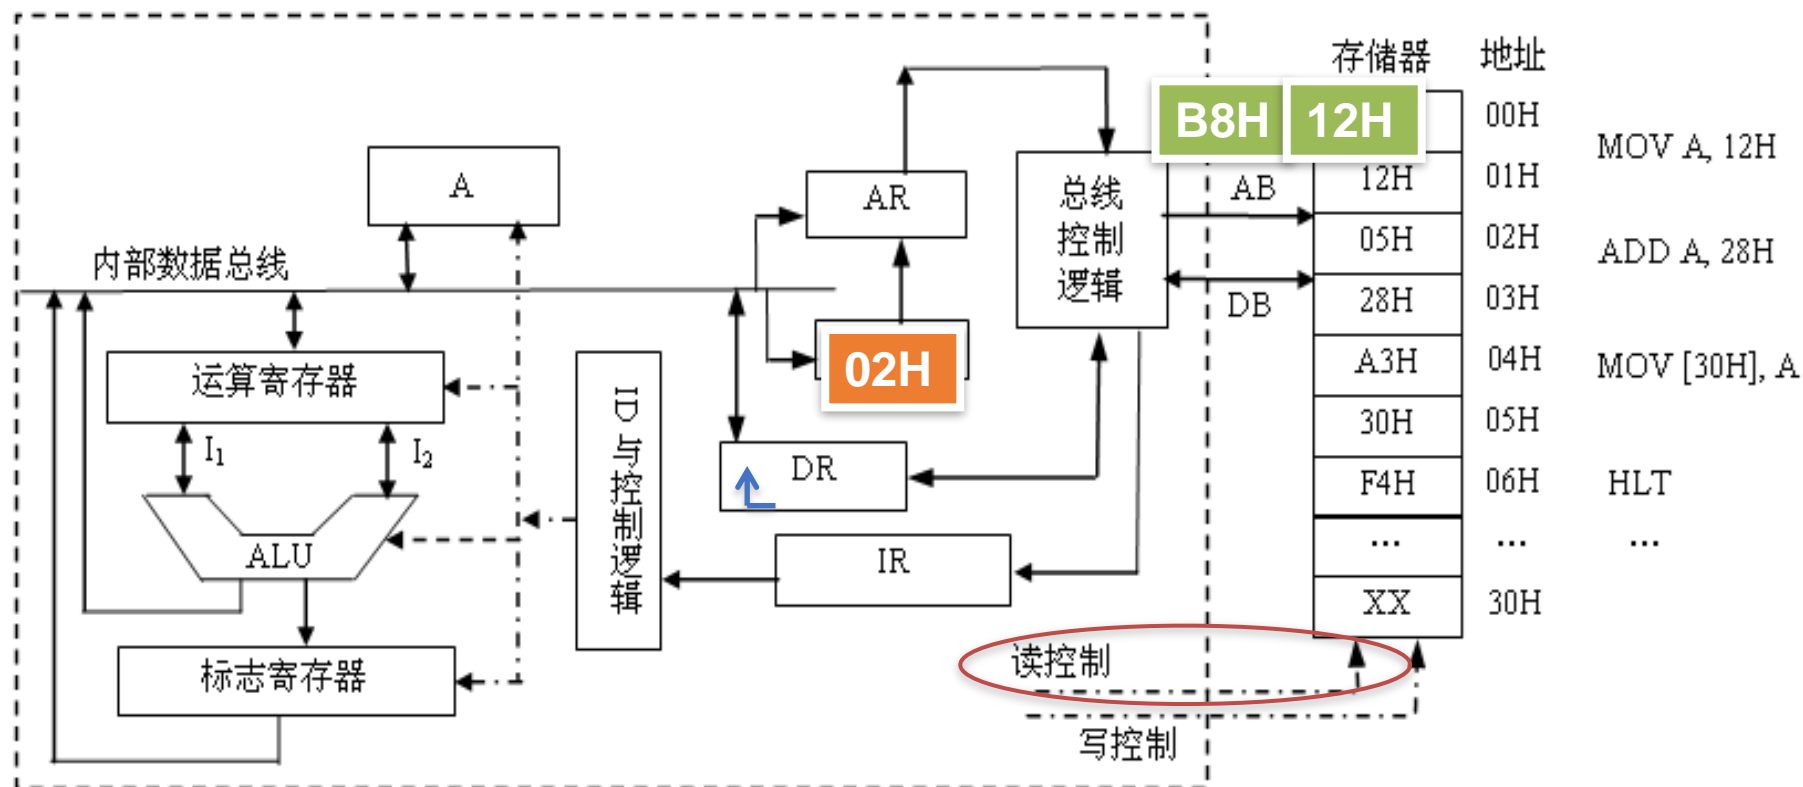 存储器 地址
B8H 12H 00H
MOV A, 12H
12H 01H
A
AR
总线控制逻辑
AB
05H 02H
ADD A, 28H
内部数据总线
28H 03H
DB
02H
A3H 04H
MOV [30H], A
运算寄存器
ID与控制逻辑
30H 05H
I₁ I₂
DR
F4H 06H HLT
ALU
IR
... ... ...
XX 30H
标志寄存器
读控制
写控制